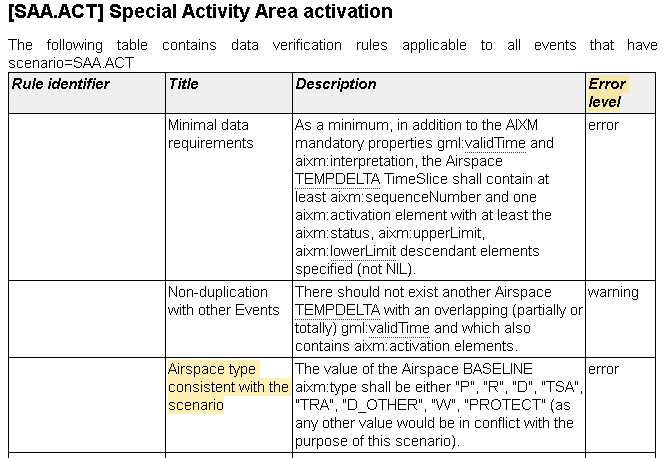 [SAA.ACT] Special Activity Area activation
The following table contains data verification rules applicable to all events that have
scenario=SAA.ACT
Rule identifier Title Description Error
level
Minimal data
requirements
As a minimum, in addition to the AIXM
mandatory properties gml:validTime and
aixm:interpretation, the Airspace
TEMPDELTA TimeSlice shall contain at
least aixm:sequenceNumber and one
aixm:activation element with at least the
aixm:status, aixm:upperLimit,
aixm:lowerLimit descendant elements
specified (not NIL).
error
Non-duplication
with other Events
There should not exist another Airspace
TEMPDELTA with an overlapping (partially or
totally) gml:validTime and which also
contains aixm:activation elements.
warning
Airspace type
consistent with the
scenario
The value of the Airspace BASELINE
aixm:type shall be either "P", "R", "D", "TSA",
"TRA", "D_OTHER", "W", "PROTECT" (as
any other value would be in conflict with the
purpose of this scenario).
error